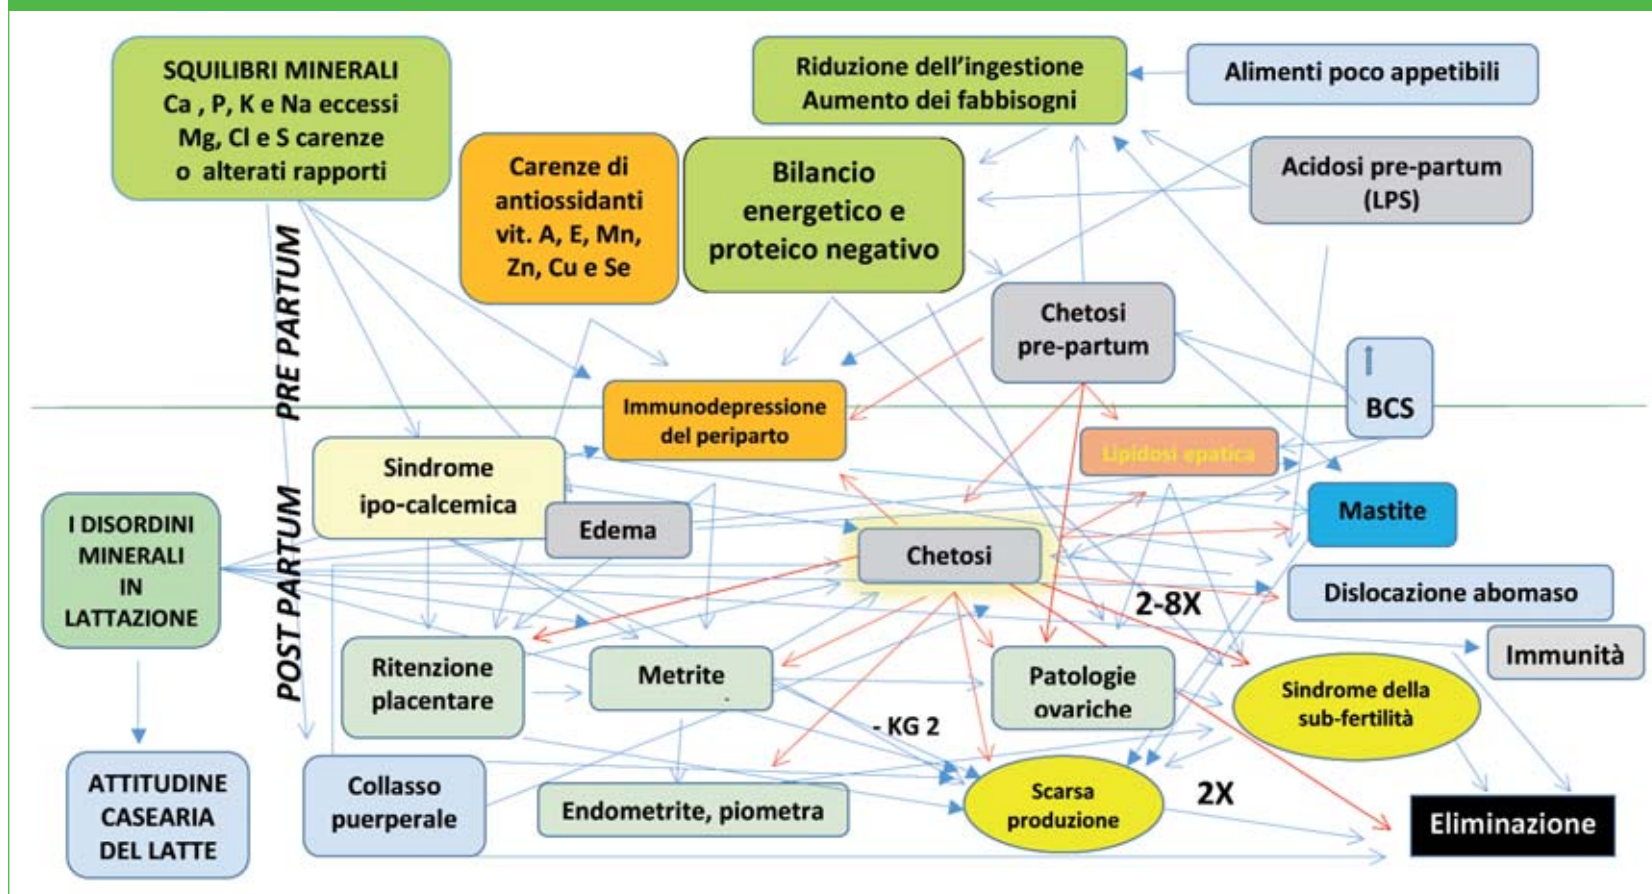 SQUILIBRI MINERALI
Ca , P, K e Na eccessi
Mg, Cl e S carenze
o alterati rapporti
Riduzione dell'ingestione
Aumento dei fabbisogni
Alimenti poco appetibili
Carenze di
antiossidanti
vit. A, E, Mn,
Zn, Cu e Se
Bilancio
energetico e
proteico negativo
Acidosi pre-partum
(LPS)
PRE PARTUM
Chetosi
pre-partum
BCS
Immunodepressione
del periparto
Lipidosi epatica
Sindrome
ipo-calcemica
Edema
Mastite
I DISORDINI
MINERALI
IN
LATTAZIONE
POST PARTUM
Chetosi
Dislocazione abomaso
2-8X
Immunità
Ritenzione
placentare
Metrite
Patologie
ovariche
Sindrome della
sub-fertilità
- KG 2
ATTITUDINE
CASEARIA
DEL LATTE
Collasso
puerperale
Endometrite, piometra
Scarsa
produzione
2X
Eliminazione